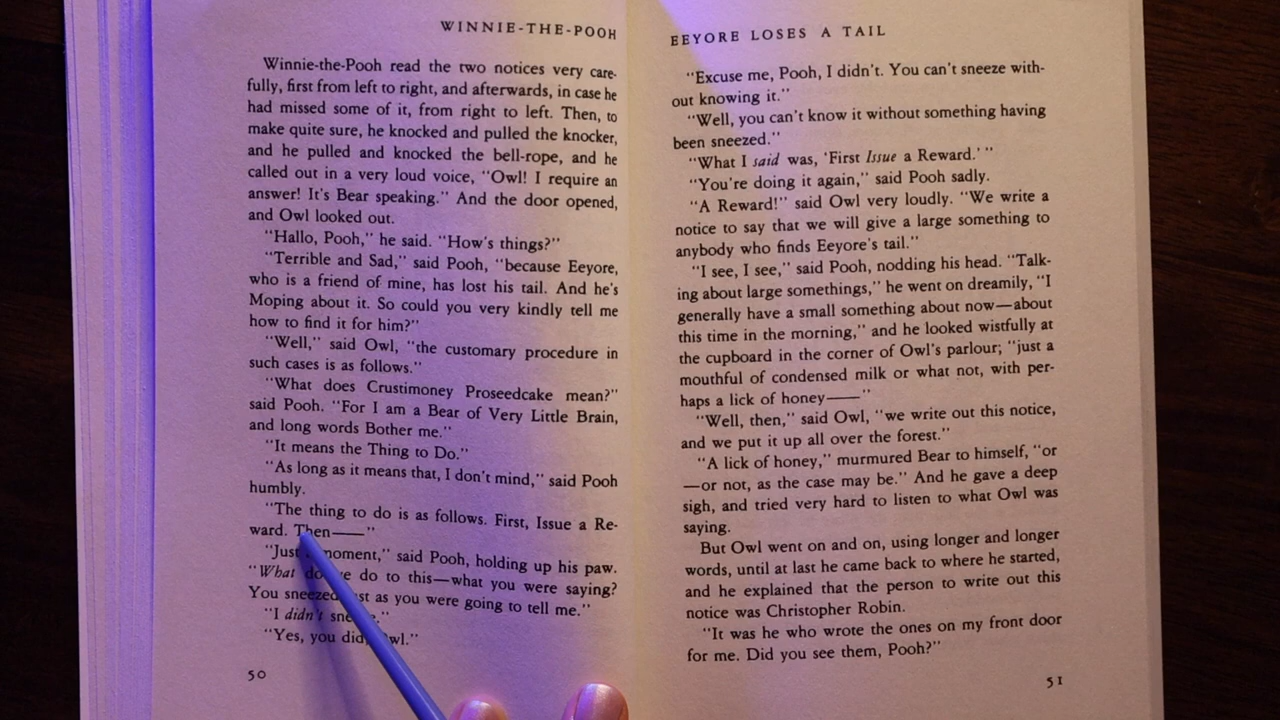 WINNIE-THE-POOH
Winnie-the-Pooh read the two notices very care-
fully, first from left to right, and afterwards, in case he
had missed some of it, from right to left. Then, to
make quite sure, he knocked and pulled the knocker,
and he pulled and knocked the bell-rope, and he
called out in a very loud voice, "Owl! I require an
answer! It's Bear speaking." And the door opened,
and Owl looked out.
"Hallo, Pooh," he said. "How's things?"
"Terrible and Sad," said Pooh, "because Eeyore,
who is a friend of mine, has lost his tail. And he's
Moping about it. So could you very kindly tell me
how to find it for him?"
"Well," said Owl, "the customary procedure in
such cases is as follows."
"What does Crustimoney Proseedcake mean?"
said Pooh. "For I am a Bear of Very Little Brain,
and long words Bother me."
"It means the Thing to Do."
"As long as it means that, I don't mind," said Pooh
humbly.
"The thing to do is as follows. First, Issue a Re-
ward. Then——"
"Just moment," said Pooh, holding up his paw.
"What do we do to this—what you were saying?
You sneezed just as you were going to tell me."
"I didn't sneeze."
"Yes, you did, Owl."
50
EEYORE LOSES A TAIL
"Excuse me, Pooh, I didn't. You can't sneeze with-
out knowing it."
"Well, you can't know it without something having
been sneezed."
"What I said was, 'First Issue a Reward.' "
"You're doing it again," said Pooh sadly.
"A Reward!" said Owl very loudly. "We write a
notice to say that we will give a large something to
anybody who finds Eeyore's tail."
"I see, I see," said Pooh, nodding his head. "Talk-
ing about large somethings," he went on dreamily, "I
generally have a small something about now—about
this time in the morning," and he looked wistfully at
the cupboard in the corner of Owl's parlour; "just a
mouthful of condensed milk or what not, with per-
haps a lick of honey——"
"Well, then," said Owl, "we write out this notice,
and we put it up all over the forest."
"A lick of honey," murmured Bear to himself, "or
—or not, as the case may be." And he gave a deep
sigh, and tried very hard to listen to what Owl was
saying.
But Owl went on and on, using longer and longer
words, until at last he came back to where he started,
and he explained that the person to write out this
notice was Christopher Robin.
"It was he who wrote the ones on my front door
for me. Did you see them, Pooh?"
51